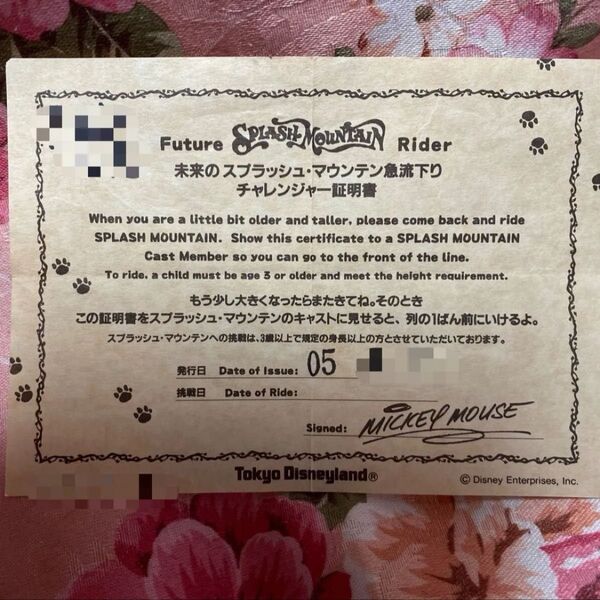 Future SPLASH MOUNTAIN Rider
未来のスプラッシュ・マウンテン急流下り
チャレンジャー証明書
When you are a little bit older and taller, please come back and ride
SPLASH MOUNTAIN. Show this certificate to a SPLASH MOUNTAIN
Cast Member so you can go to the front of the line.
To ride, a child must be age 3 or older and meet the height requirement.
もう少し大きくなったらまたきてね。そのとき
この証明書をスプラッシュ・マウンテンのキャストに見せると、列の1ばん前にいけるよ。
スプラッシュ・マウンテンへの挑戦は、3歳以上で規定の身長以上の方とさせていただいております。
発行日 Date of Issue: 05
挑戦日 Date of Ride:
Signed: MICKEY MOUSE
Tokyo Disneyland®
© Disney Enterprises, Inc.